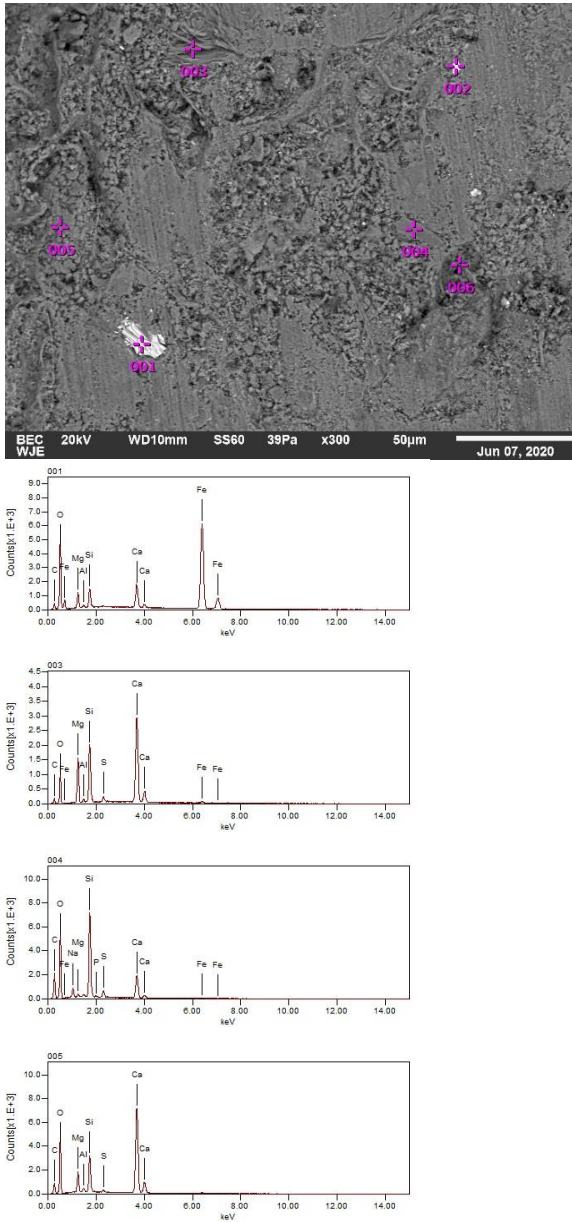 003
002
005
004
006
001
BEC 20kV WD10mm SS60 39Pa x300 50µm
WJE Jun 07, 2020
001
Counts[x1.E+3]
9.0
8.0
7.0
6.0
5.0
4.0
3.0
2.0
1.0
0.0
C O Fe Mg Al Si Ca Ca Fe Fe
0.00 2.00 4.00 6.00 8.00 10.00 12.00 14.00
keV
003
Counts[x1.E+3]
4.5
4.0
3.5
3.0
2.5
2.0
1.5
1.0
0.5
0.0
C O Fe Mg Al Si S Ca Ca Fe Fe
0.00 2.00 4.00 6.00 8.00 10.00 12.00 14.00
keV
004
Counts[x1.E+3]
10.0
8.0
6.0
4.0
2.0
0.0
C O Fe Na Mg Si P S Ca Ca Fe Fe
0.00 2.00 4.00 6.00 8.00 10.00 12.00 14.00
keV
005
Counts[x1.E+3]
10.0
8.0
6.0
4.0
2.0
0.0
C O Mg Al Si S Ca Ca
0.00 2.00 4.00 6.00 8.00 10.00 12.00 14.00
keV